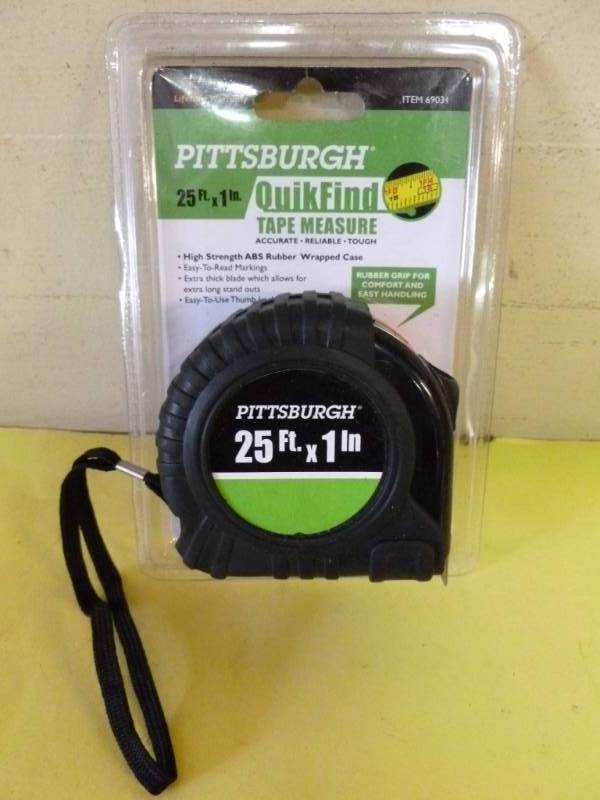 Lifetime Warranty
ITEM 69031
PITTSBURGH®
25 Ft. x 1 In. QuikFind
TAPE MEASURE
ACCURATE • RELIABLE • TOUGH
• High Strength ABS Rubber Wrapped Case
• Easy-To-Read Markings
• Extra thick blade which allows for
extra long stand outs
• Easy-To-Use Thumb
RUBBER GRIP FOR
COMFORT AND
EASY HANDLING
PITTSBURGH®
25 Ft. x 1 In